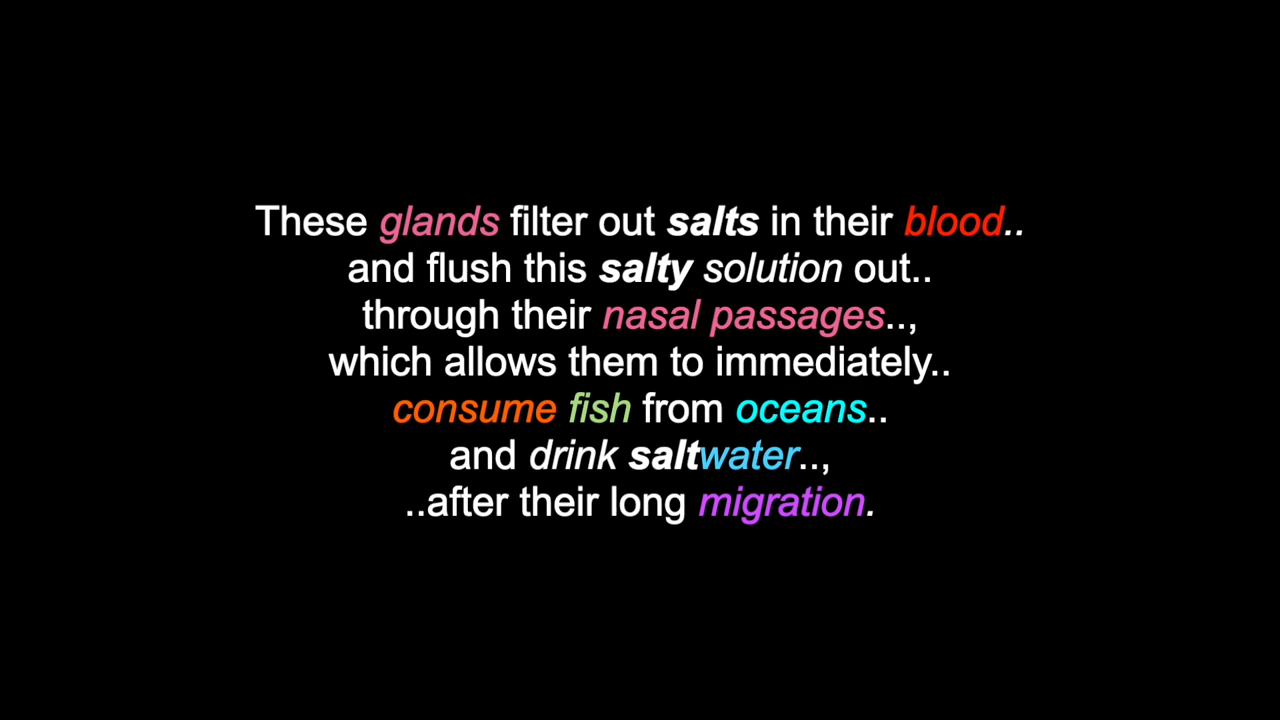 These glands filter out salts in their blood..
and flush this salty solution out..
through their nasal passages..,
which allows them to immediately..
consume fish from oceans..
and drink saltwater..,
..after their long migration.